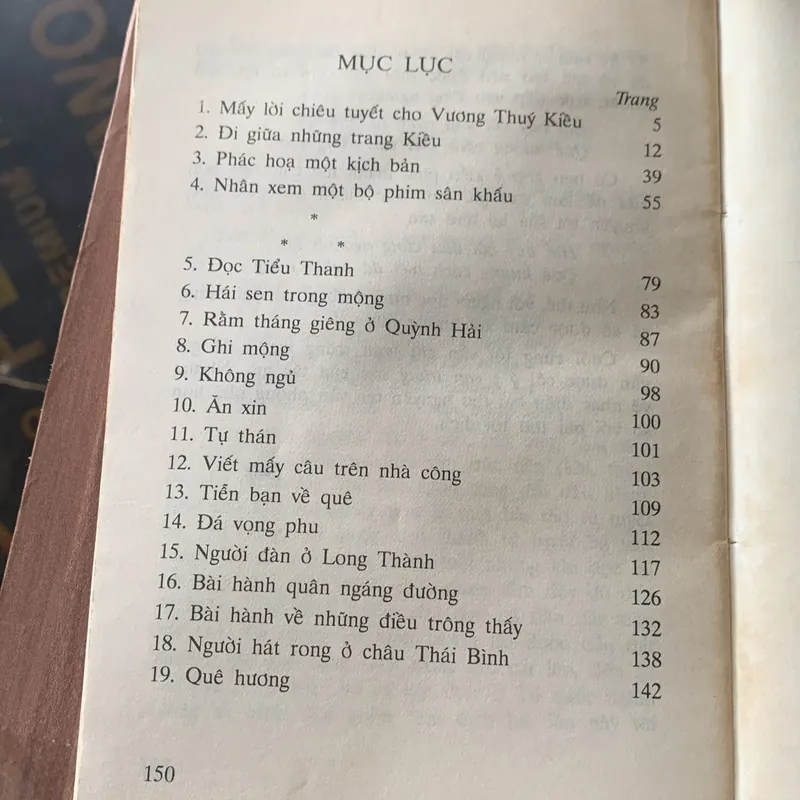 MỤC LỤC
Trang
1. Mấy lời chiêu tuyết cho Vương Thuý Kiều 5
2. Đi giữa những trang Kiều 12
3. Phác hoạ một kịch bản 39
4. Nhân xem một bộ phim sân khấu 55
*
* *
5. Đọc Tiểu Thanh 79
6. Hái sen trong mộng 83
7. Rằm tháng giêng ở Quỳnh Hải 87
8. Ghi mộng 90
9. Không ngủ 98
10. Ăn xin 100
11. Tự thán 101
12. Viết mấy câu trên nhà công 103
13. Tiễn bạn về quê 109
14. Đá vọng phu 112
15. Người đàn ở Long Thành 117
16. Bài hành quân ngáng đường 126
17. Bài hành về những điều trông thấy 132
18. Người hát rong ở châu Thái Bình 138
19. Quê hương 142
150